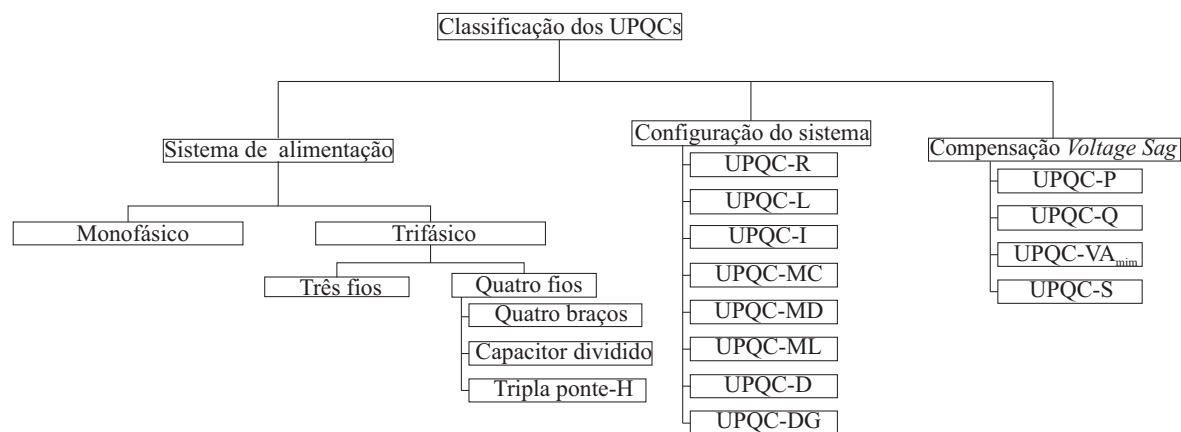 Classificação dos UPQCs
Sistema de alimentação
Monofásico
Trifásico
Três fios
Quatro fios
Quatro braços
Capacitor dividido
Tripla ponte-H
Configuração do sistema
UPQC-R
UPQC-L
UPQC-I
UPQC-MC
UPQC-MD
UPQC-ML
UPQC-D
UPQC-DG
Compensação Voltage Sag
UPQC-P
UPQC-Q
UPQC-VAmim
UPQC-S